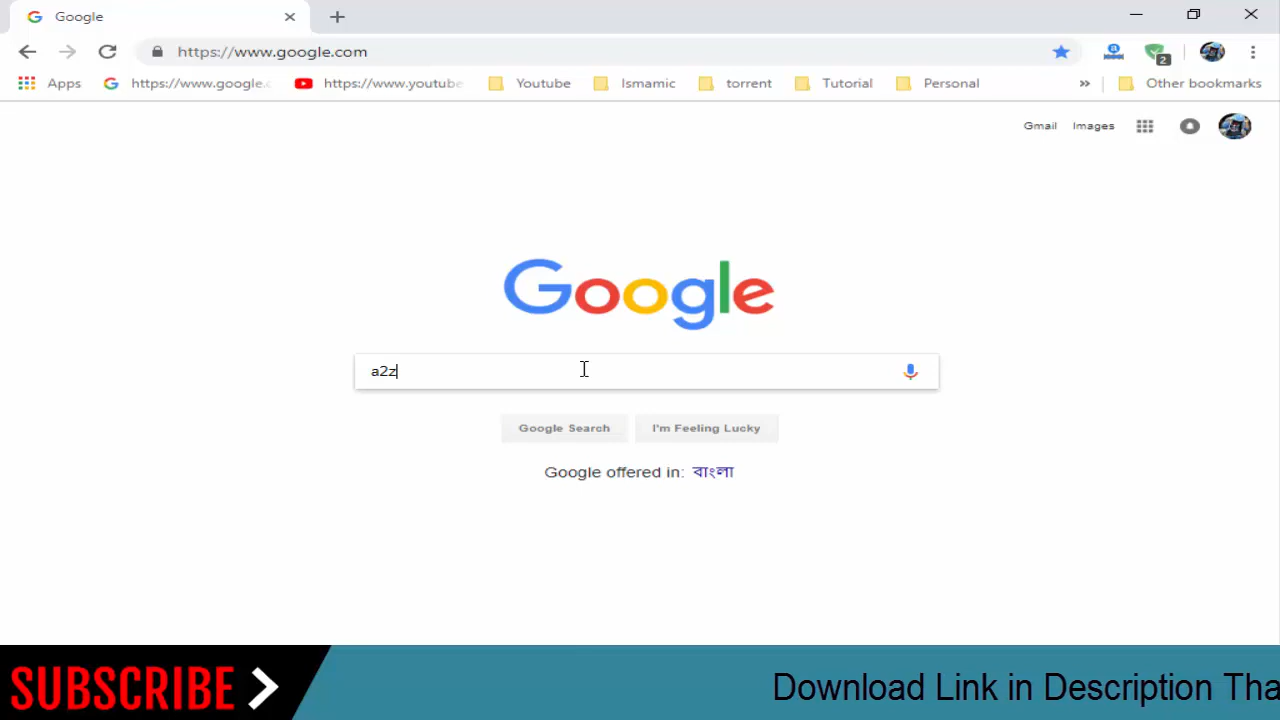 Google
https://www.google.com
2
Apps
https://www.google.c
https://www.youtube
Youtube
Ismamic
torrent
Tutorial
Personal
»
Other bookmarks
Gmail
Images
Google
a2z
Google Search
I'm Feeling Lucky
Google offered in: বাংলা
SUBSCRIBE
Download Link in Description Tha